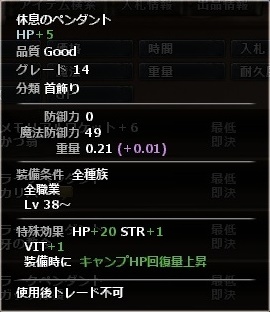 休息のペンダント
HP+5
品質 Good
グレード 14
分類 首飾り
防御力 0
魔法防御力 49
重量 0.21 (+0.01)
装備条件 全種族
全職業
Lv 38～
特殊効果 HP+20 STR+1
VIT+1
装備時に キャンプHP回復量上昇
使用後トレード不可